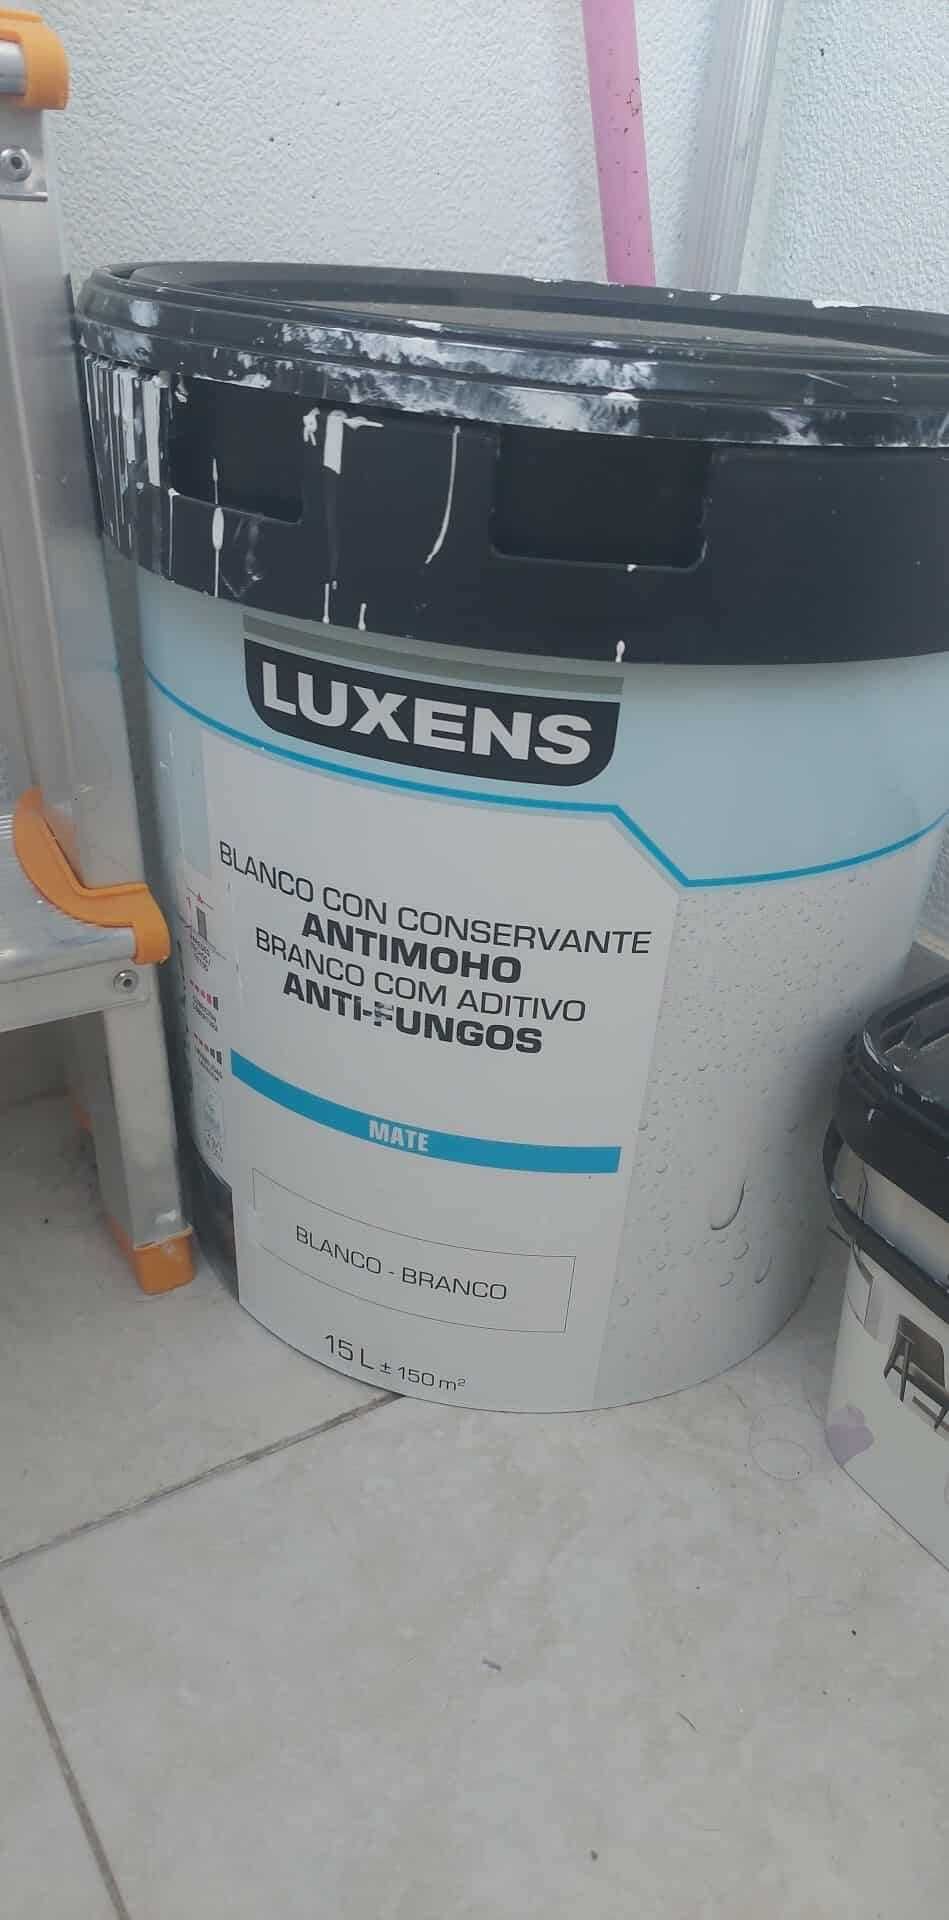 LUXENS
BLANCO CON CONSERVANTE
ANTIMOHO
BRANCO COM ADITIVO
ANTI-FUNGOS
MATE
BLANCO - BRANCO
15 L ± 150 m²